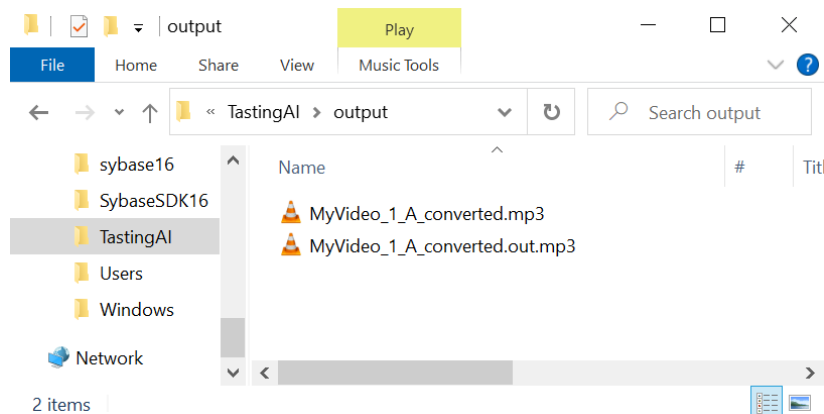 output
Play
File
Home
Share
View
Music Tools
?
« TastingAI > output
Search output
sybase16
SybaseSDK16
TastingAI
Users
Windows
Network
Name
#
Titl
MyVideo_1_A_converted.mp3
MyVideo_1_A_converted.out.mp3
2 items